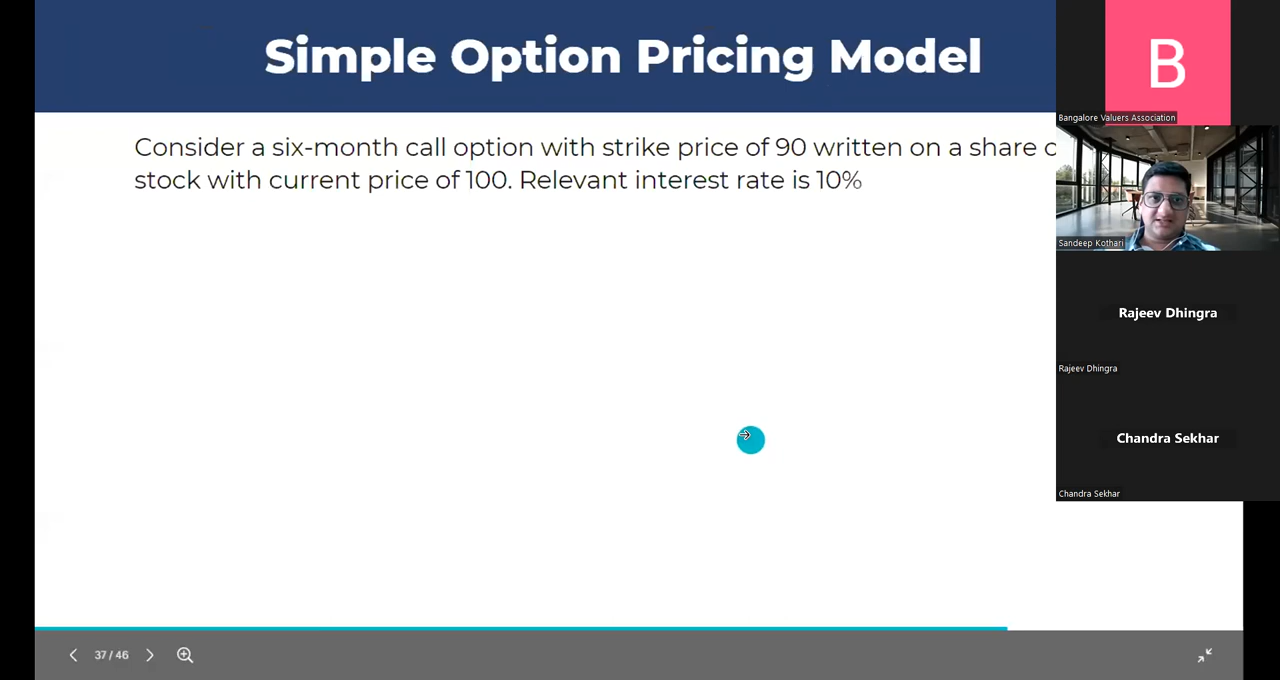 Simple Option Pricing Model
Consider a six-month call option with strike price of 90 written on a share
stock with current price of 100. Relevant interest rate is 10%
B
Bangalore Valuers Association
Sandeep Kothari
Rajeev Dhingra
Rajeev Dhingra
Chandra Sekhar
Chandra Sekhar
37 / 46